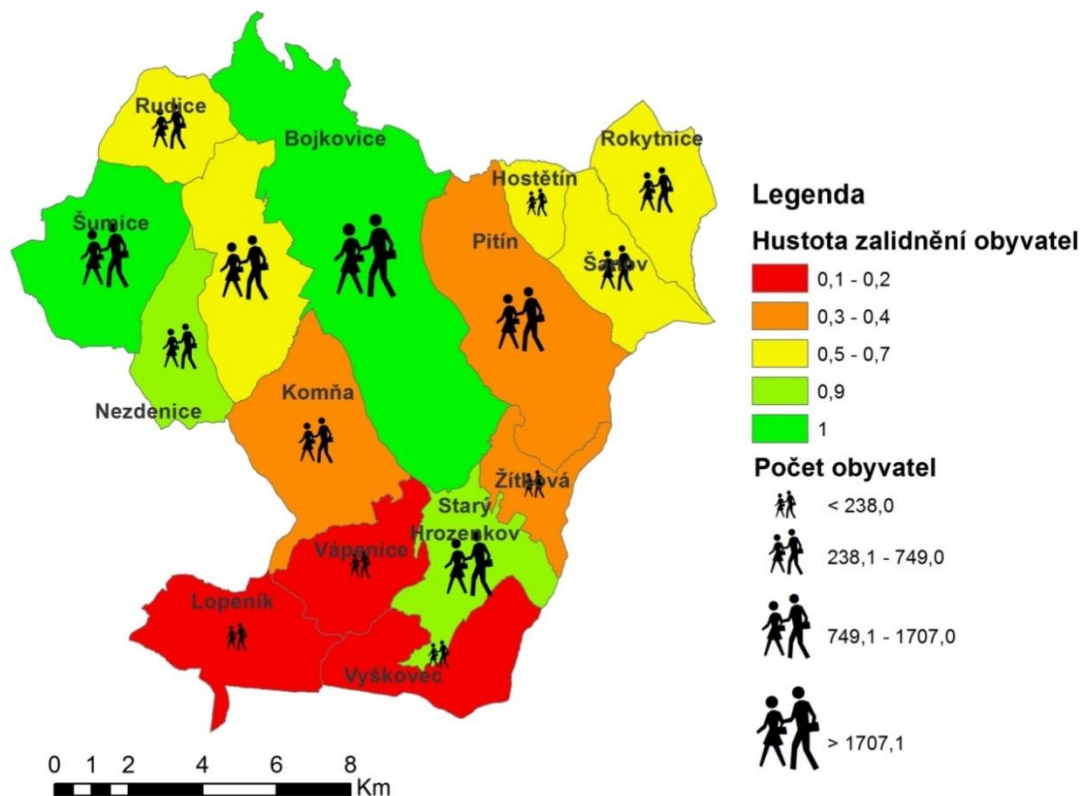 Rudice
Bojkovice
Rokytnice
Hostětín
Šumice
Pitín
Šanov
Komňa
Nezdenice
Žítková
Starý
Hrozenkov
Vápenice
Lopeník
Vyškovec
0 1 2 4 6 8
Km
Legenda
Hustota zalidnění obyvatel
0,1 - 0,2
0,3 - 0,4
0,5 - 0,7
0,9
1
Počet obyvatel
< 238,0
238,1 - 749,0
749,1 - 1707,0
> 1707,1